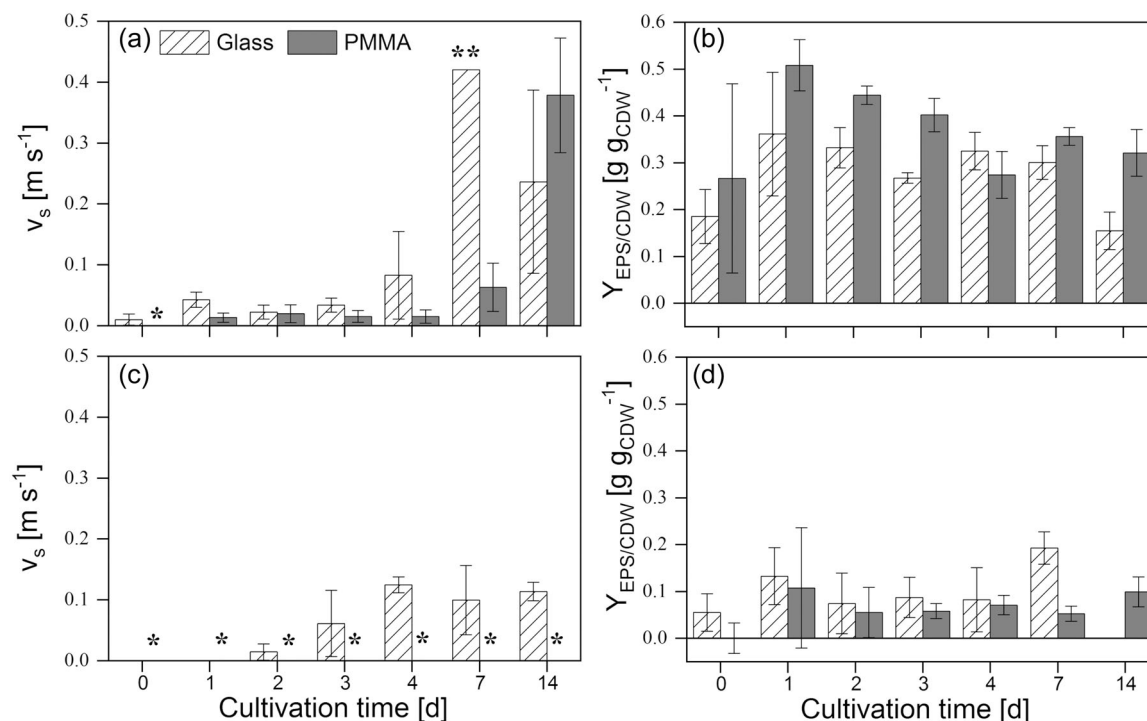 (a) Glass PMMA
0.5
0.4
0.3
0.2
0.1
0.0
v_s [m s⁻¹]
* **
(b)
0.6
0.5
0.4
0.3
0.2
0.1
0.0
Y_EPS/CDW [g g_CDW⁻¹]
(c)
0.5
0.4
0.3
0.2
0.1
0.0
v_s [m s⁻¹]
* * * * * * *
0 1 2 3 4 7 14
Cultivation time [d]
(d)
0.6
0.5
0.4
0.3
0.2
0.1
0.0
Y_EPS/CDW [g g_CDW⁻¹]
0 1 2 3 4 7 14
Cultivation time [d]